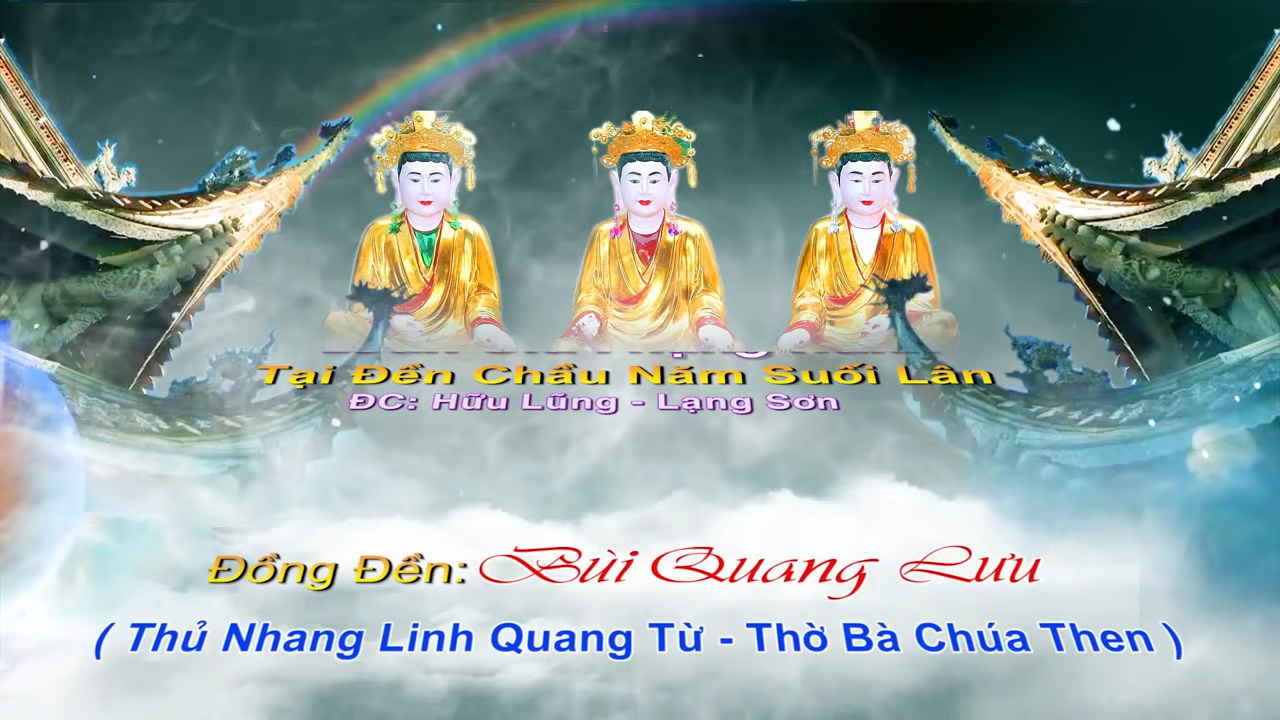 Tại Đền Chầu Năm Suối Lân
ĐC: Hữu Lũng - Lạng Sơn
Đồng Đền: Bùi Quang Lưu
( Thủ Nhang Linh Quang Từ - Thờ Bà Chúa Then )